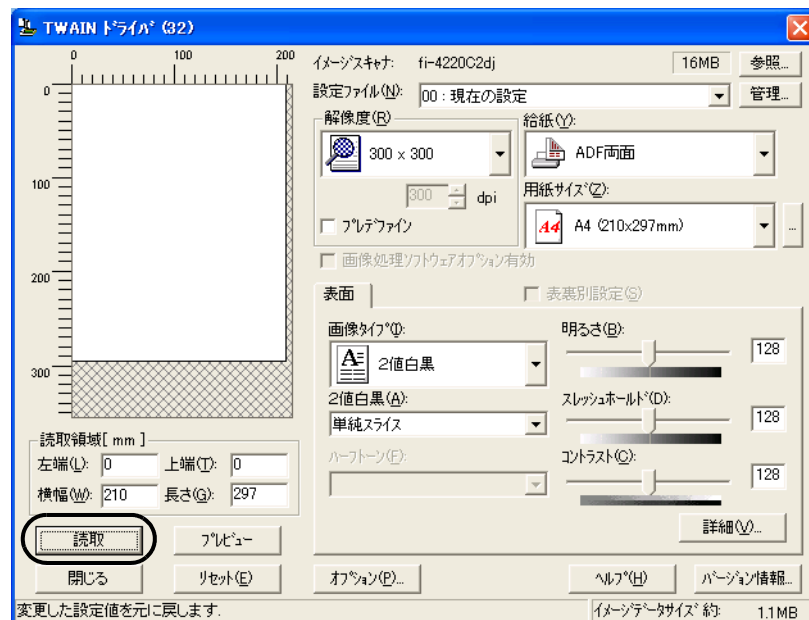 TWAIN ドライバ (32)
0 100 200
0
100
200
300
イメージスキャナ: fi-4220C2dj 16MB 参照...
設定ファイル(N): 00 : 現在の設定 管理...
解像度(R)
300 x 300
300 dpi
プレデファイン
給紙(Y):
ADF両面
用紙サイズ(Z):
A4 A4 (210x297mm) ...
画像処理ソフトウェアオプション有効
表面
表裏別設定(S)
画像タイプ(I):
A 2値白黒
2値白黒(A):
単純スライス
ハーフトーン(F):
明るさ(B):
128
スレッシュホールド(D):
128
コントラスト(C):
128
詳細(V)...
読取領域[ mm ]
左端(L): 0 上端(T): 0
横幅(W): 210 長さ(G): 297
読取 プレビュー
閉じる リセット(E) オプション(P)... ヘルプ(H) バージョン情報...
変更した設定値を元に戻します. イメージデータサイズ 約: 1.1MB